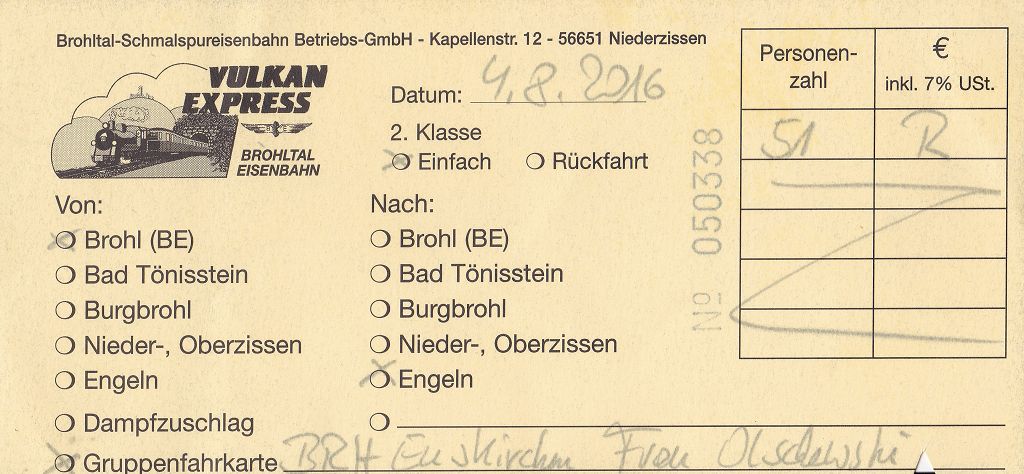 Brohltal-Schmalspureisenbahn Betriebs-GmbH - Kapellenstr. 12 - 56651 Niederzissen
VULKAN
EXPRESS
BROHLTAL
EISENBAHN
Datum: 4.8.2016
2. Klasse
Einfach Rückfahrt
Personen-
zahl
€
inkl. 7% USt.
51 R
Nº 050338
Von:
Brohl (BE)
Bad Tönisstein
Burgbrohl
Nieder-, Oberzissen
Engeln
Dampfzuschlag
Gruppenfahrkarte BRH Euskirchen Frau Olschewski
Nach:
Brohl (BE)
Bad Tönisstein
Burgbrohl
Nieder-, Oberzissen
Engeln